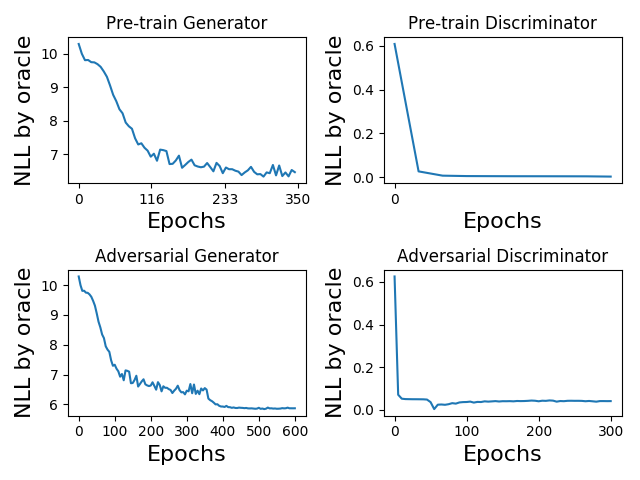 Pre-train Generator
NLL by oracle
10
9
8
7
0 116 233 350
Epochs
Pre-train Discriminator
NLL by oracle
0.6
0.4
0.2
0.0
0
Epochs
Adversarial Generator
NLL by oracle
10
9
8
7
6
0 100 200 300 400 500 600
Epochs
Adversarial Discriminator
NLL by oracle
0.6
0.4
0.2
0.0
0 100 200 300
Epochs